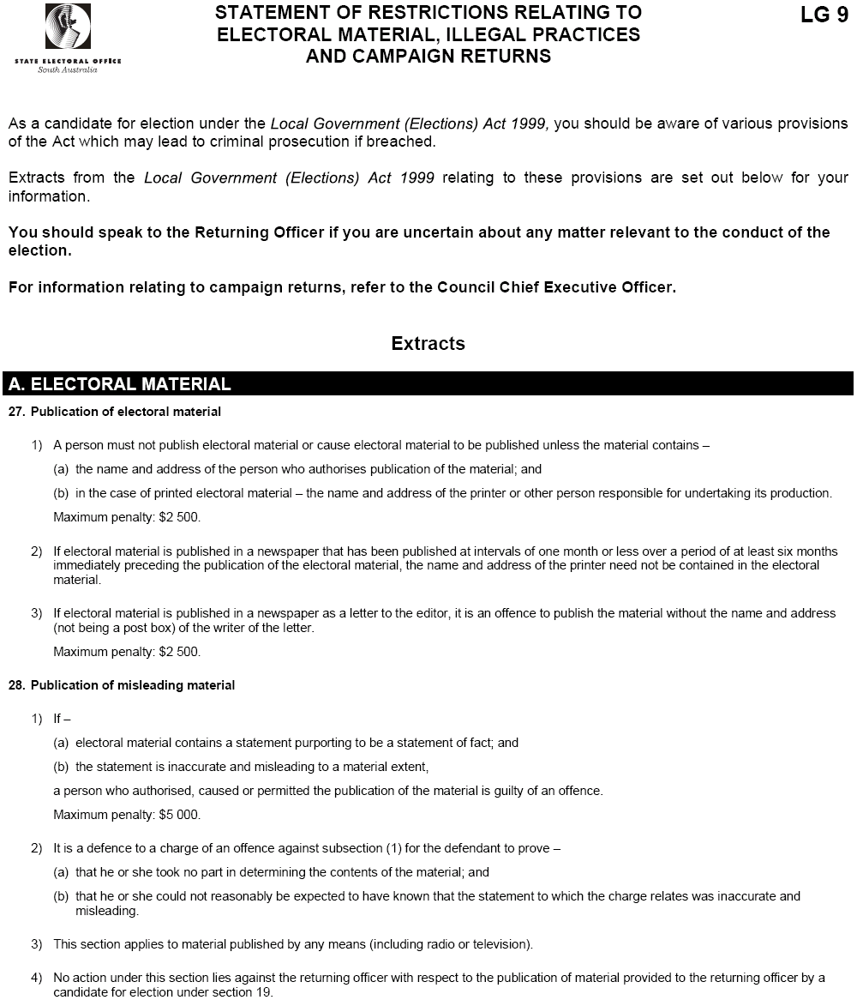 STATEMENT OF RESTRICTIONS RELATING TO
ELECTORAL MATERIAL, ILLEGAL PRACTICES
AND CAMPAIGN RETURNS
LG 9
STATE ELECTORAL OFFICE
South Australia
As a candidate for election under the Local Government (Elections) Act 1999, you should be aware of various provisions
of the Act which may lead to criminal prosecution if breached.
Extracts from the Local Government (Elections) Act 1999 relating to these provisions are set out below for your
information.
You should speak to the Returning Officer if you are uncertain about any matter relevant to the conduct of the
election.
For information relating to campaign returns, refer to the Council Chief Executive Officer.
Extracts
A. ELECTORAL MATERIAL
27. Publication of electoral material
1) A person must not publish electoral material or cause electoral material to be published unless the material contains –
(a) the name and address of the person who authorises publication of the material; and
(b) in the case of printed electoral material – the name and address of the printer or other person responsible for undertaking its production.
Maximum penalty: $2 500.
2) If electoral material is published in a newspaper that has been published at intervals of one month or less over a period of at least six months
immediately preceding the publication of the electoral material, the name and address of the printer need not be contained in the electoral
material.
3) If electoral material is published in a newspaper as a letter to the editor, it is an offence to publish the material without the name and address
(not being a post box) of the writer of the letter.
Maximum penalty: $2 500.
28. Publication of misleading material
1) If –
(a) electoral material contains a statement purporting to be a statement of fact; and
(b) the statement is inaccurate and misleading to a material extent,
a person who authorised, caused or permitted the publication of the material is guilty of an offence.
Maximum penalty: $5 000.
2) It is a defence to a charge of an offence against subsection (1) for the defendant to prove –
(a) that he or she took no part in determining the contents of the material; and
(b) that he or she could not reasonably be expected to have known that the statement to which the charge relates was inaccurate and
misleading.
3) This section applies to material published by any means (including radio or television).
4) No action under this section lies against the returning officer with respect to the publication of material provided to the returning officer by a
candidate for election under section 19.